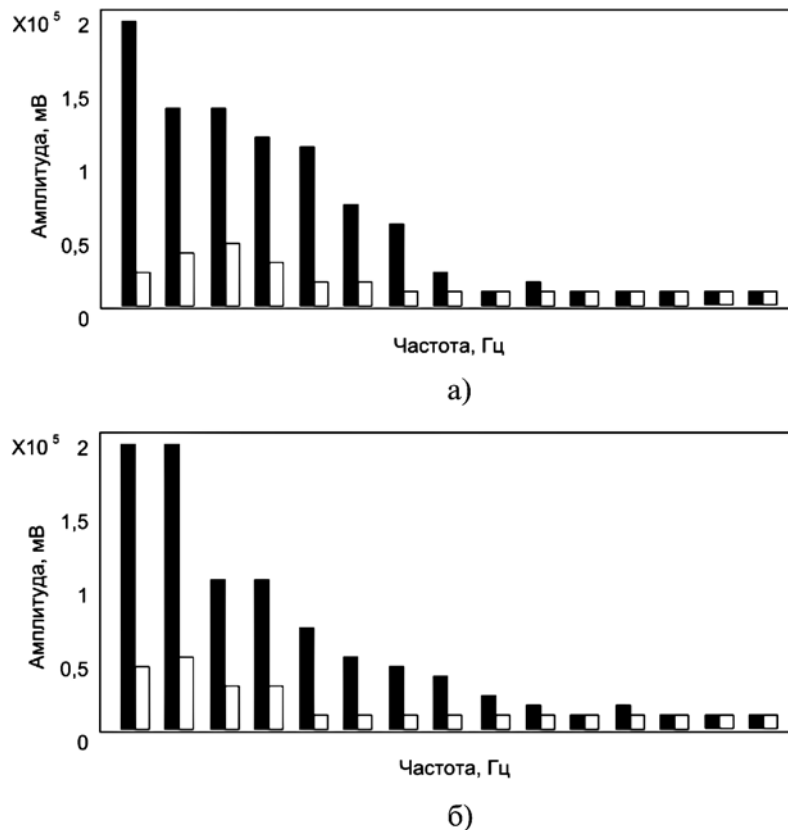 X10 5 2
1,5
1
0,5
0
Амплитуда, мВ
Частота, Гц
а)
X10 5 2
1,5
1
0,5
0
Амплитуда, мВ
Частота, Гц
б)